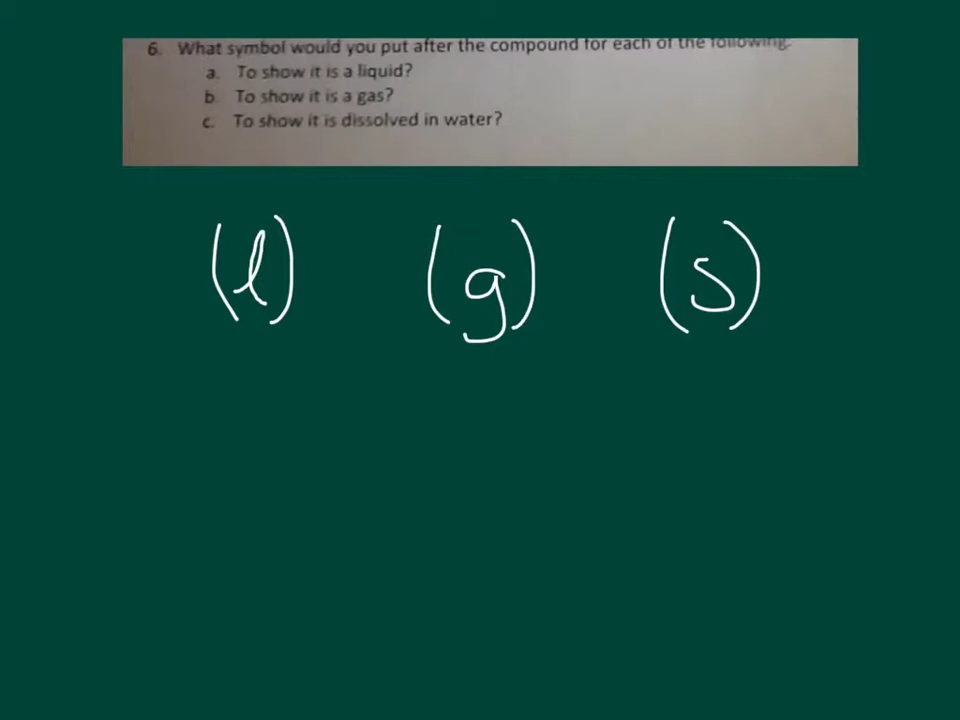 6. What symbol would you put after the compound for each of the following.
a. To show it is a liquid?
b. To show it is a gas?
c. To show it is dissolved in water?
(l) (g) (s)